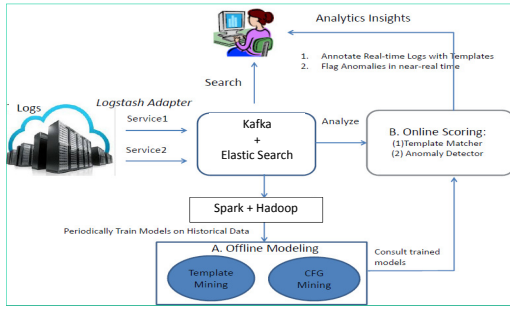 Analytics Insights
1. Annotate Real-time Logs with Templates
2. Flag Anomalies in near-real time
Search
Logstash Adapter
Logs
Service1
Service2
Kafka
+
Elastic Search
Analyze
B. Online Scoring:
(1)Template Matcher
(2) Anomaly Detector
Spark + Hadoop
Periodically Train Models on Historical Data
A. Offline Modeling
Template
Mining
CFG
Mining
Consult trained
models